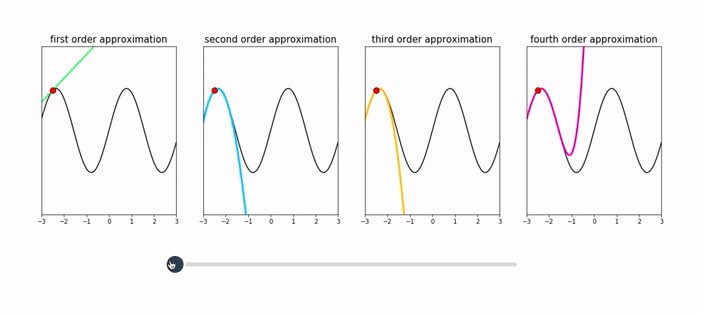 first order approximation
second order approximation
third order approximation
fourth order approximation
−3 −2 −1 0 1 2 3
−3 −2 −1 0 1 2 3
−3 −2 −1 0 1 2 3
−3 −2 −1 0 1 2 3